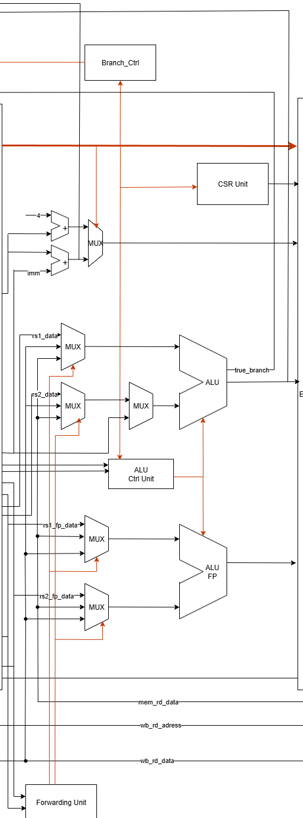 Branch_Ctrl
CSR Unit
4
+
MUX
+
imm
rs1_data
MUX
rs2_data
MUX
MUX
ALU
true_branch
E
ALU
Ctrl Unit
rs1_fp_data
MUX
ALU
FP
rs2_fp_data
MUX
mem_rd_data
wb_rd_adress
wb_rd_data
Forwarding Unit